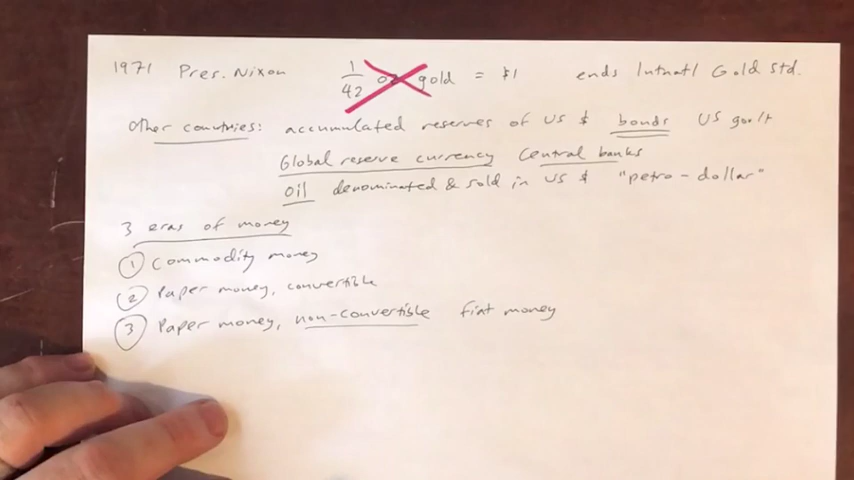 1971 Pres. Nixon 1/42 oz gold = $1 ends Intnatl Gold Std.
Other countries: accumulated reserves of US $ bonds US gov't
Global reserve currency Central banks
Oil denominated & sold in US $ "petro-dollar"
3 eras of money
1 Commodity money
2 Paper money, convertible
3 Paper money, non-convertible fiat money